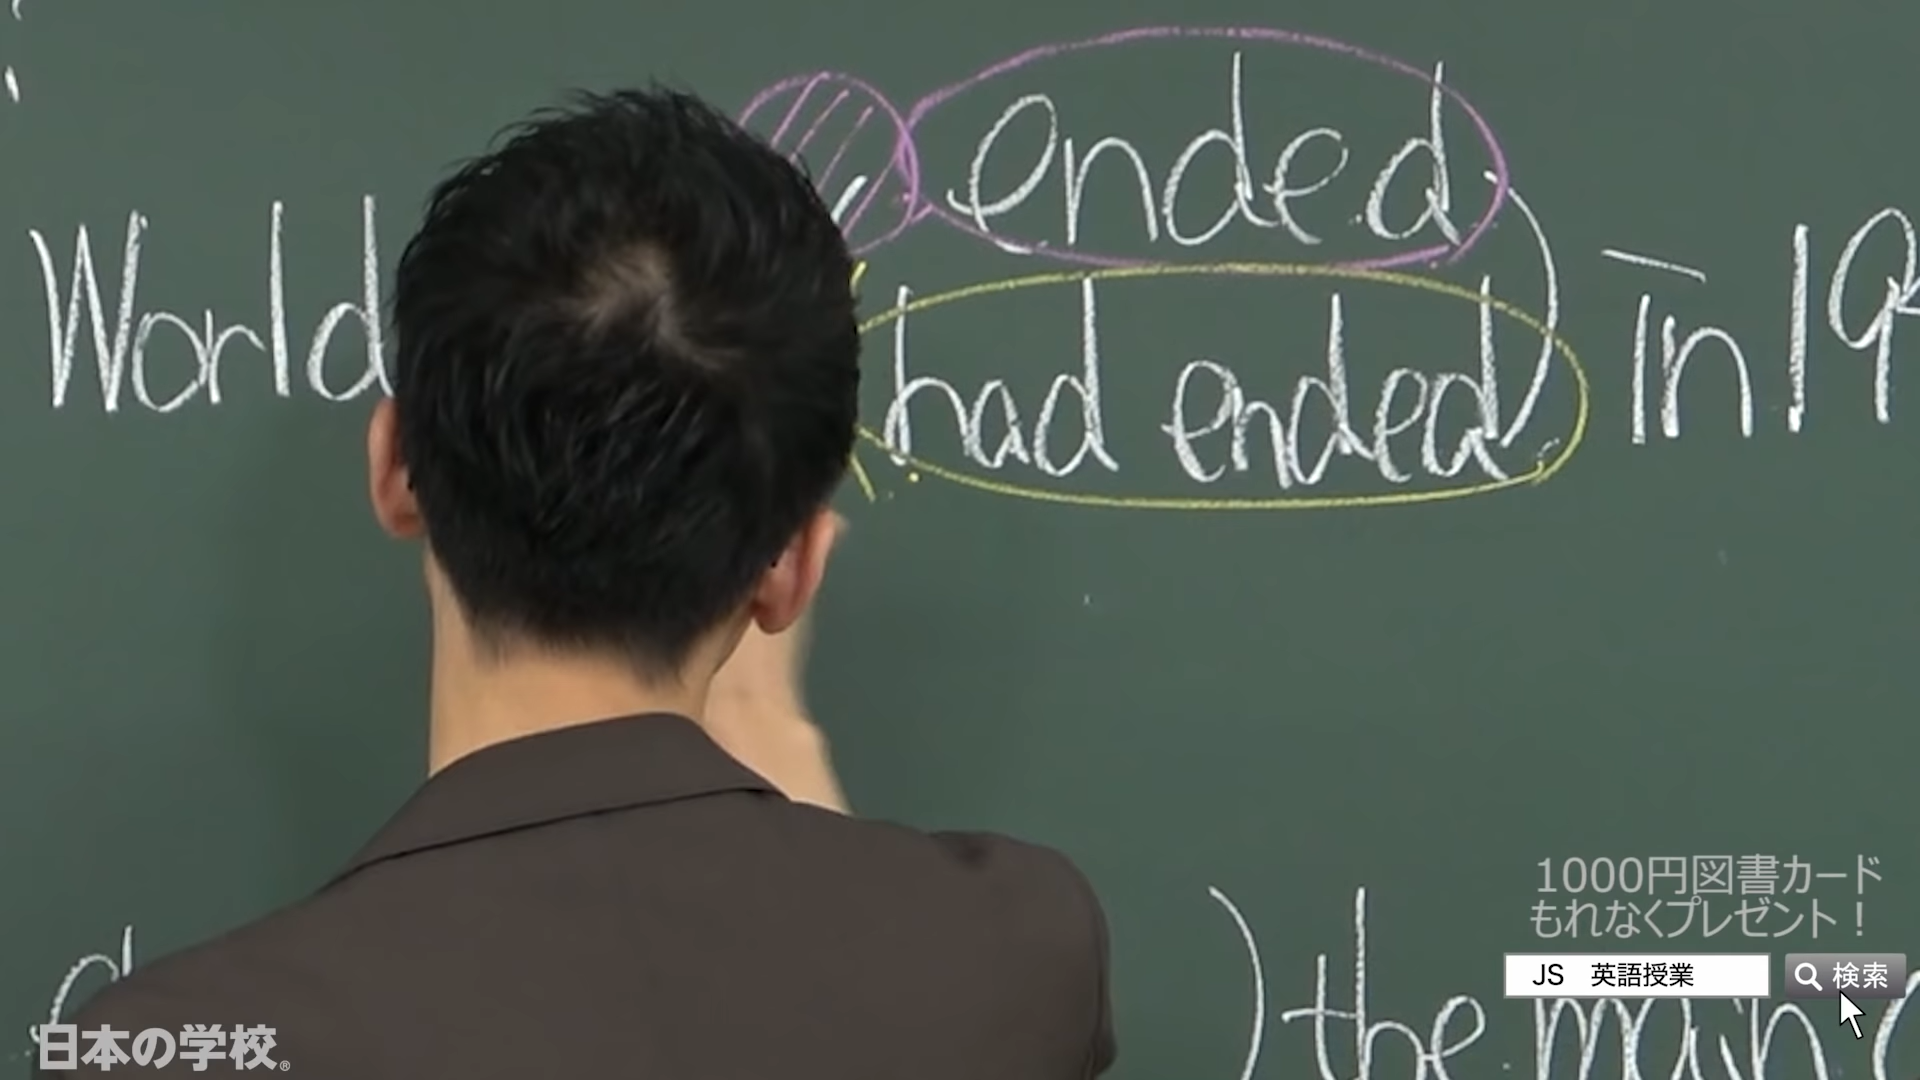 ended
World
had ended
in 19
1000円図書カード
もれなくプレゼント！
JS 英語授業
検索
the main
日本の学校®